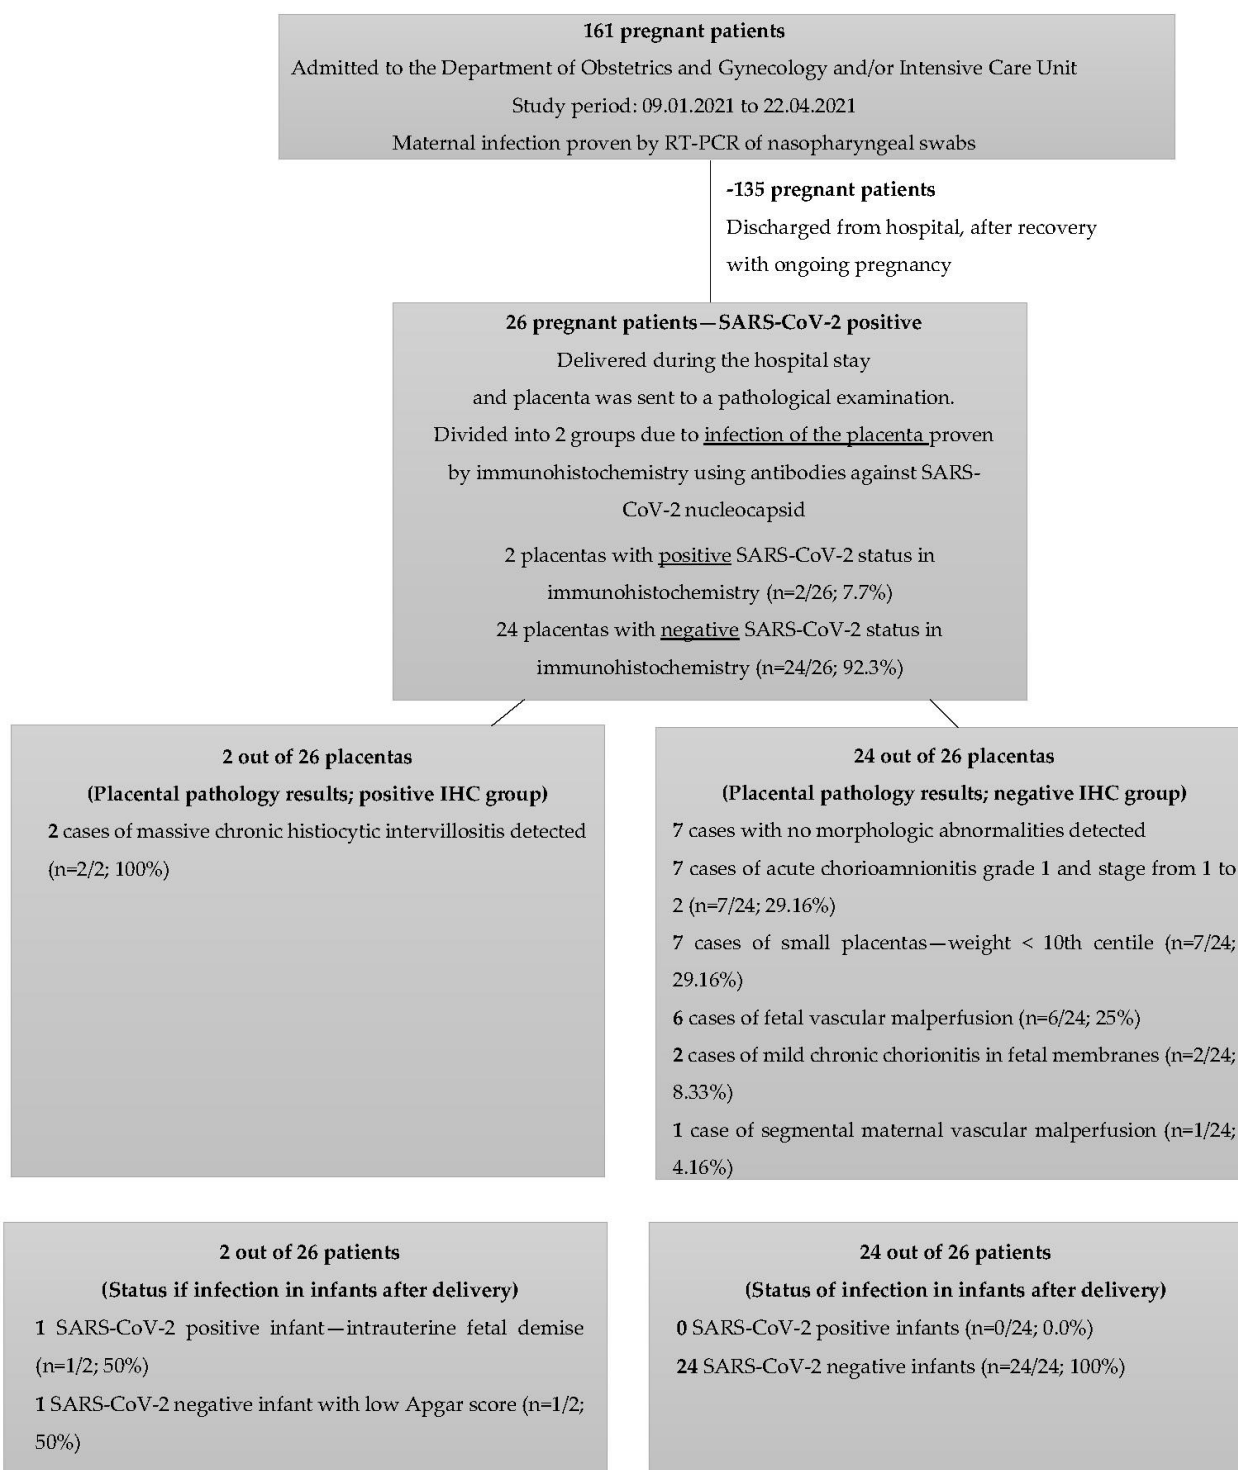 161 pregnant patients
Admitted to the Department of Obstetrics and Gynecology and/or Intensive Care Unit
Study period: 09.01.2021 to 22.04.2021
Maternal infection proven by RT-PCR of nasopharyngeal swabs
-135 pregnant patients
Discharged from hospital, after recovery
with ongoing pregnancy
26 pregnant patients—SARS-CoV-2 positive
Delivered during the hospital stay
and placenta was sent to a pathological examination.
Divided into 2 groups due to infection of the placenta proven
by immunohistochemistry using antibodies against SARS-
CoV-2 nucleocapsid
2 placentas with positive SARS-CoV-2 status in
immunohistochemistry (n=2/26; 7.7%)
24 placentas with negative SARS-CoV-2 status in
immunohistochemistry (n=24/26; 92.3%)
2 out of 26 placentas
(Placental pathology results; positive IHC group)
2 cases of massive chronic histiocytic intervillositis detected
(n=2/2; 100%)
24 out of 26 placentas
(Placental pathology results; negative IHC group)
7 cases with no morphologic abnormalities detected
7 cases of acute chorioamnionitis grade 1 and stage from 1 to
2 (n=7/24; 29.16%)
7 cases of small placentas—weight < 10th centile (n=7/24;
29.16%)
6 cases of fetal vascular malperfusion (n=6/24; 25%)
2 cases of mild chronic chorionitis in fetal membranes (n=2/24;
8.33%)
1 case of segmental maternal vascular malperfusion (n=1/24;
4.16%)
2 out of 26 patients
(Status if infection in infants after delivery)
1 SARS-CoV-2 positive infant—intrauterine fetal demise
(n=1/2; 50%)
1 SARS-CoV-2 negative infant with low Apgar score (n=1/2;
50%)
24 out of 26 patients
(Status of infection in infants after delivery)
0 SARS-CoV-2 positive infants (n=0/24; 0.0%)
24 SARS-CoV-2 negative infants (n=24/24; 100%)